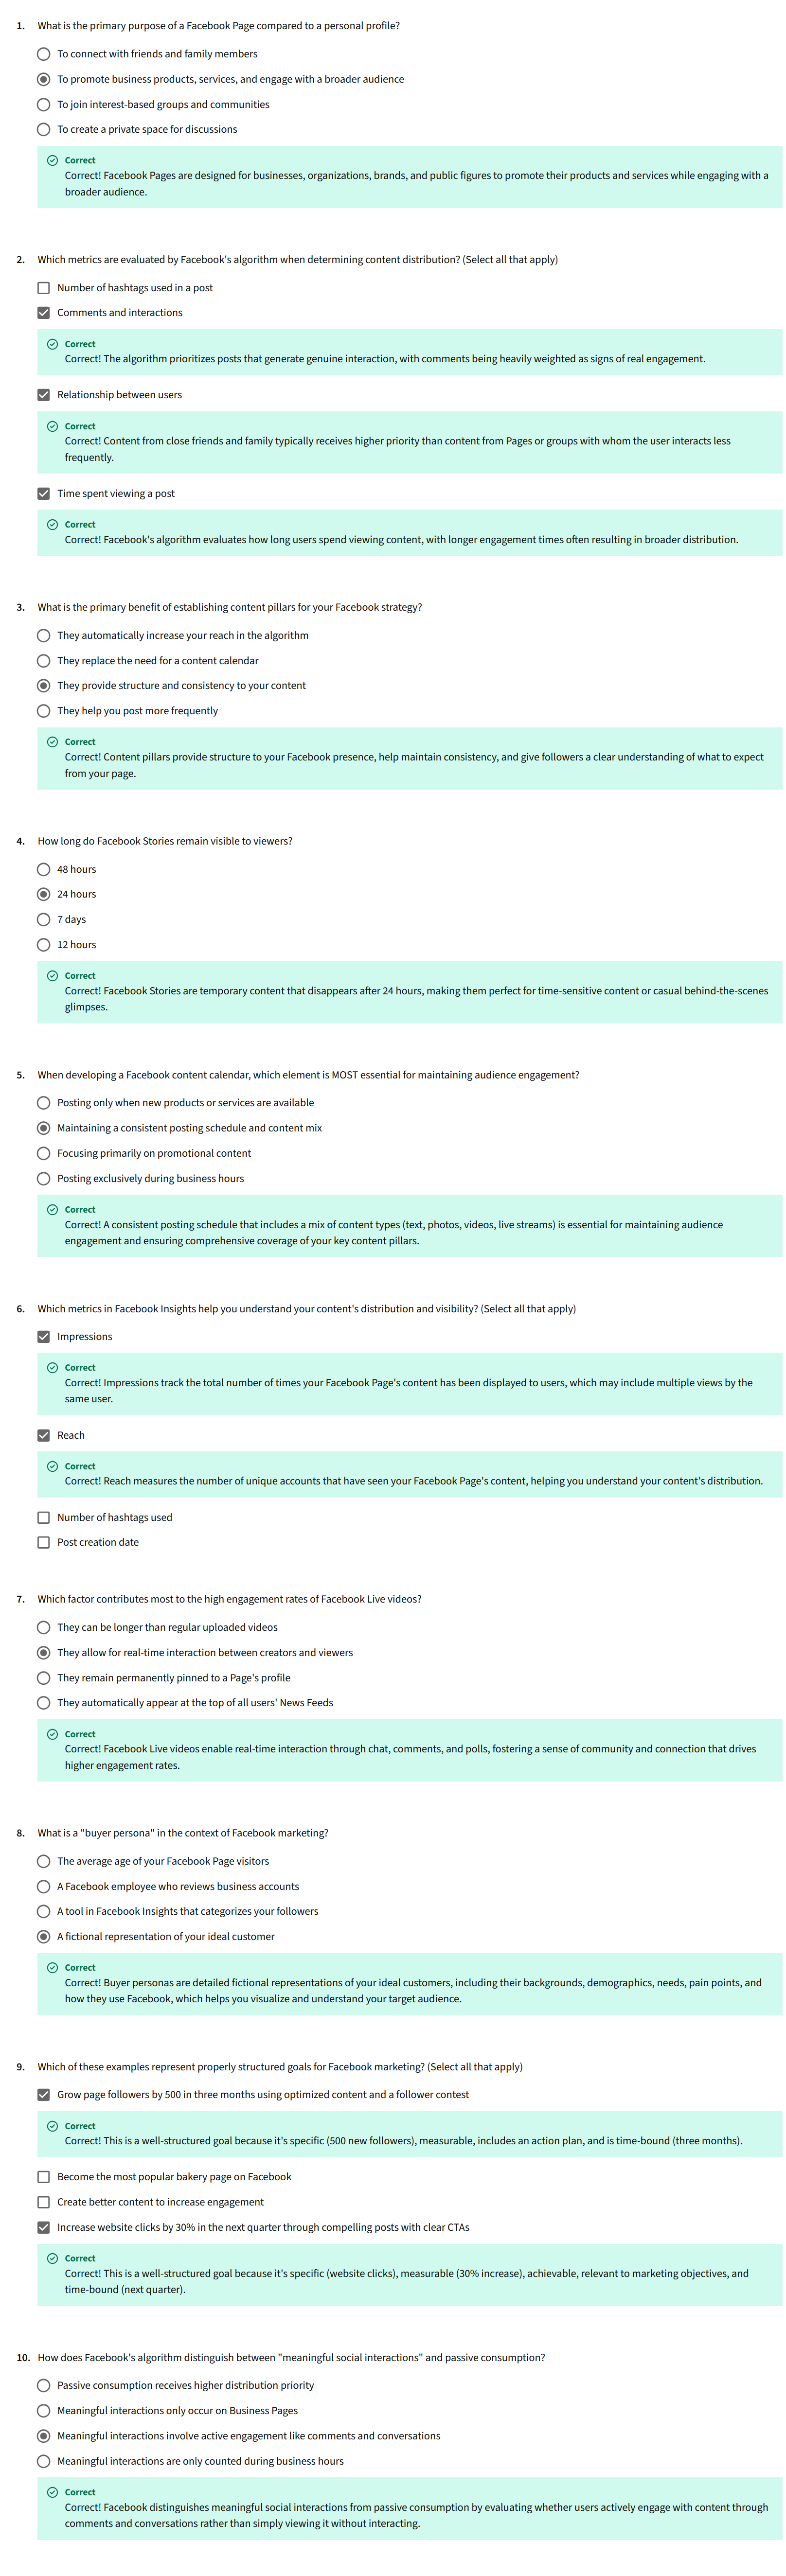 1. What is the primary purpose of a Facebook Page compared to a personal profile?
To connect with friends and family members
To promote business products, services, and engage with a broader audience
To join interest-based groups and communities
To create a private space for discussions
Correct
Correct! Facebook Pages are designed for businesses, organizations, brands, and public figures to promote their products and services while engaging with a
broader audience.
2. Which metrics are evaluated by Facebook's algorithm when determining content distribution? (Select all that apply)
Number of hashtags used in a post
Comments and interactions
Correct
Correct! The algorithm prioritizes posts that generate genuine interaction, with comments being heavily weighted as signs of real engagement.
Relationship between users
Correct
Correct! Content from close friends and family typically receives higher priority than content from Pages or groups with whom the user interacts less
frequently.
Time spent viewing a post
Correct
Correct! Facebook's algorithm evaluates how long users spend viewing content, with longer engagement times often resulting in broader distribution.
3. What is the primary benefit of establishing content pillars for your Facebook strategy?
They automatically increase your reach in the algorithm
They replace the need for a content calendar
They provide structure and consistency to your content
They help you post more frequently
Correct
Correct! Content pillars provide structure to your Facebook presence, help maintain consistency, and give followers a clear understanding of what to expect
from your page.
4. How long do Facebook Stories remain visible to viewers?
48 hours
24 hours
7 days
12 hours
Correct
Correct! Facebook Stories are temporary content that disappears after 24 hours, making them perfect for time-sensitive content or casual behind-the-scenes
glimpses.
5. When developing a Facebook content calendar, which element is MOST essential for maintaining audience engagement?
Posting only when new products or services are available
Maintaining a consistent posting schedule and content mix
Focusing primarily on promotional content
Posting exclusively during business hours
Correct
Correct! A consistent posting schedule that includes a mix of content types (text, photos, videos, live streams) is essential for maintaining audience
engagement and ensuring comprehensive coverage of your key content pillars.
6. Which metrics in Facebook Insights help you understand your content's distribution and visibility? (Select all that apply)
Impressions
Correct
Correct! Impressions track the total number of times your Facebook Page's content has been displayed to users, which may include multiple views by the
same user.
Reach
Correct
Correct! Reach measures the number of unique accounts that have seen your Facebook Page's content, helping you understand your content's distribution.
Number of hashtags used
Post creation date
7. Which factor contributes most to the high engagement rates of Facebook Live videos?
They can be longer than regular uploaded videos
They allow for real-time interaction between creators and viewers
They remain permanently pinned to a Page's profile
They automatically appear at the top of all users' News Feeds
Correct
Correct! Facebook Live videos enable real-time interaction through chat, comments, and polls, fostering a sense of community and connection that drives
higher engagement rates.
8. What is a "buyer persona" in the context of Facebook marketing?
The average age of your Facebook Page visitors
A Facebook employee who reviews business accounts
A tool in Facebook Insights that categorizes your followers
A fictional representation of your ideal customer
Correct
Correct! Buyer personas are detailed fictional representations of your ideal customers, including their backgrounds, demographics, needs, pain points, and
how they use Facebook, which helps you visualize and understand your target audience.
9. Which of these examples represent properly structured goals for Facebook marketing? (Select all that apply)
Grow page followers by 500 in three months using optimized content and a follower contest
Correct
Correct! This is a well-structured goal because it's specific (500 new followers), measurable, includes an action plan, and is time-bound (three months).
Become the most popular bakery page on Facebook
Create better content to increase engagement
Increase website clicks by 30% in the next quarter through compelling posts with clear CTAs
Correct
Correct! This is a well-structured goal because it's specific (website clicks), measurable (30% increase), achievable, relevant to marketing objectives, and
time-bound (next quarter).
10. How does Facebook's algorithm distinguish between "meaningful social interactions" and passive consumption?
Passive consumption receives higher distribution priority
Meaningful interactions only occur on Business Pages
Meaningful interactions involve active engagement like comments and conversations
Meaningful interactions are only counted during business hours
Correct
Correct! Facebook distinguishes meaningful social interactions from passive consumption by evaluating whether users actively engage with content through
comments and conversations rather than simply viewing it without interacting.